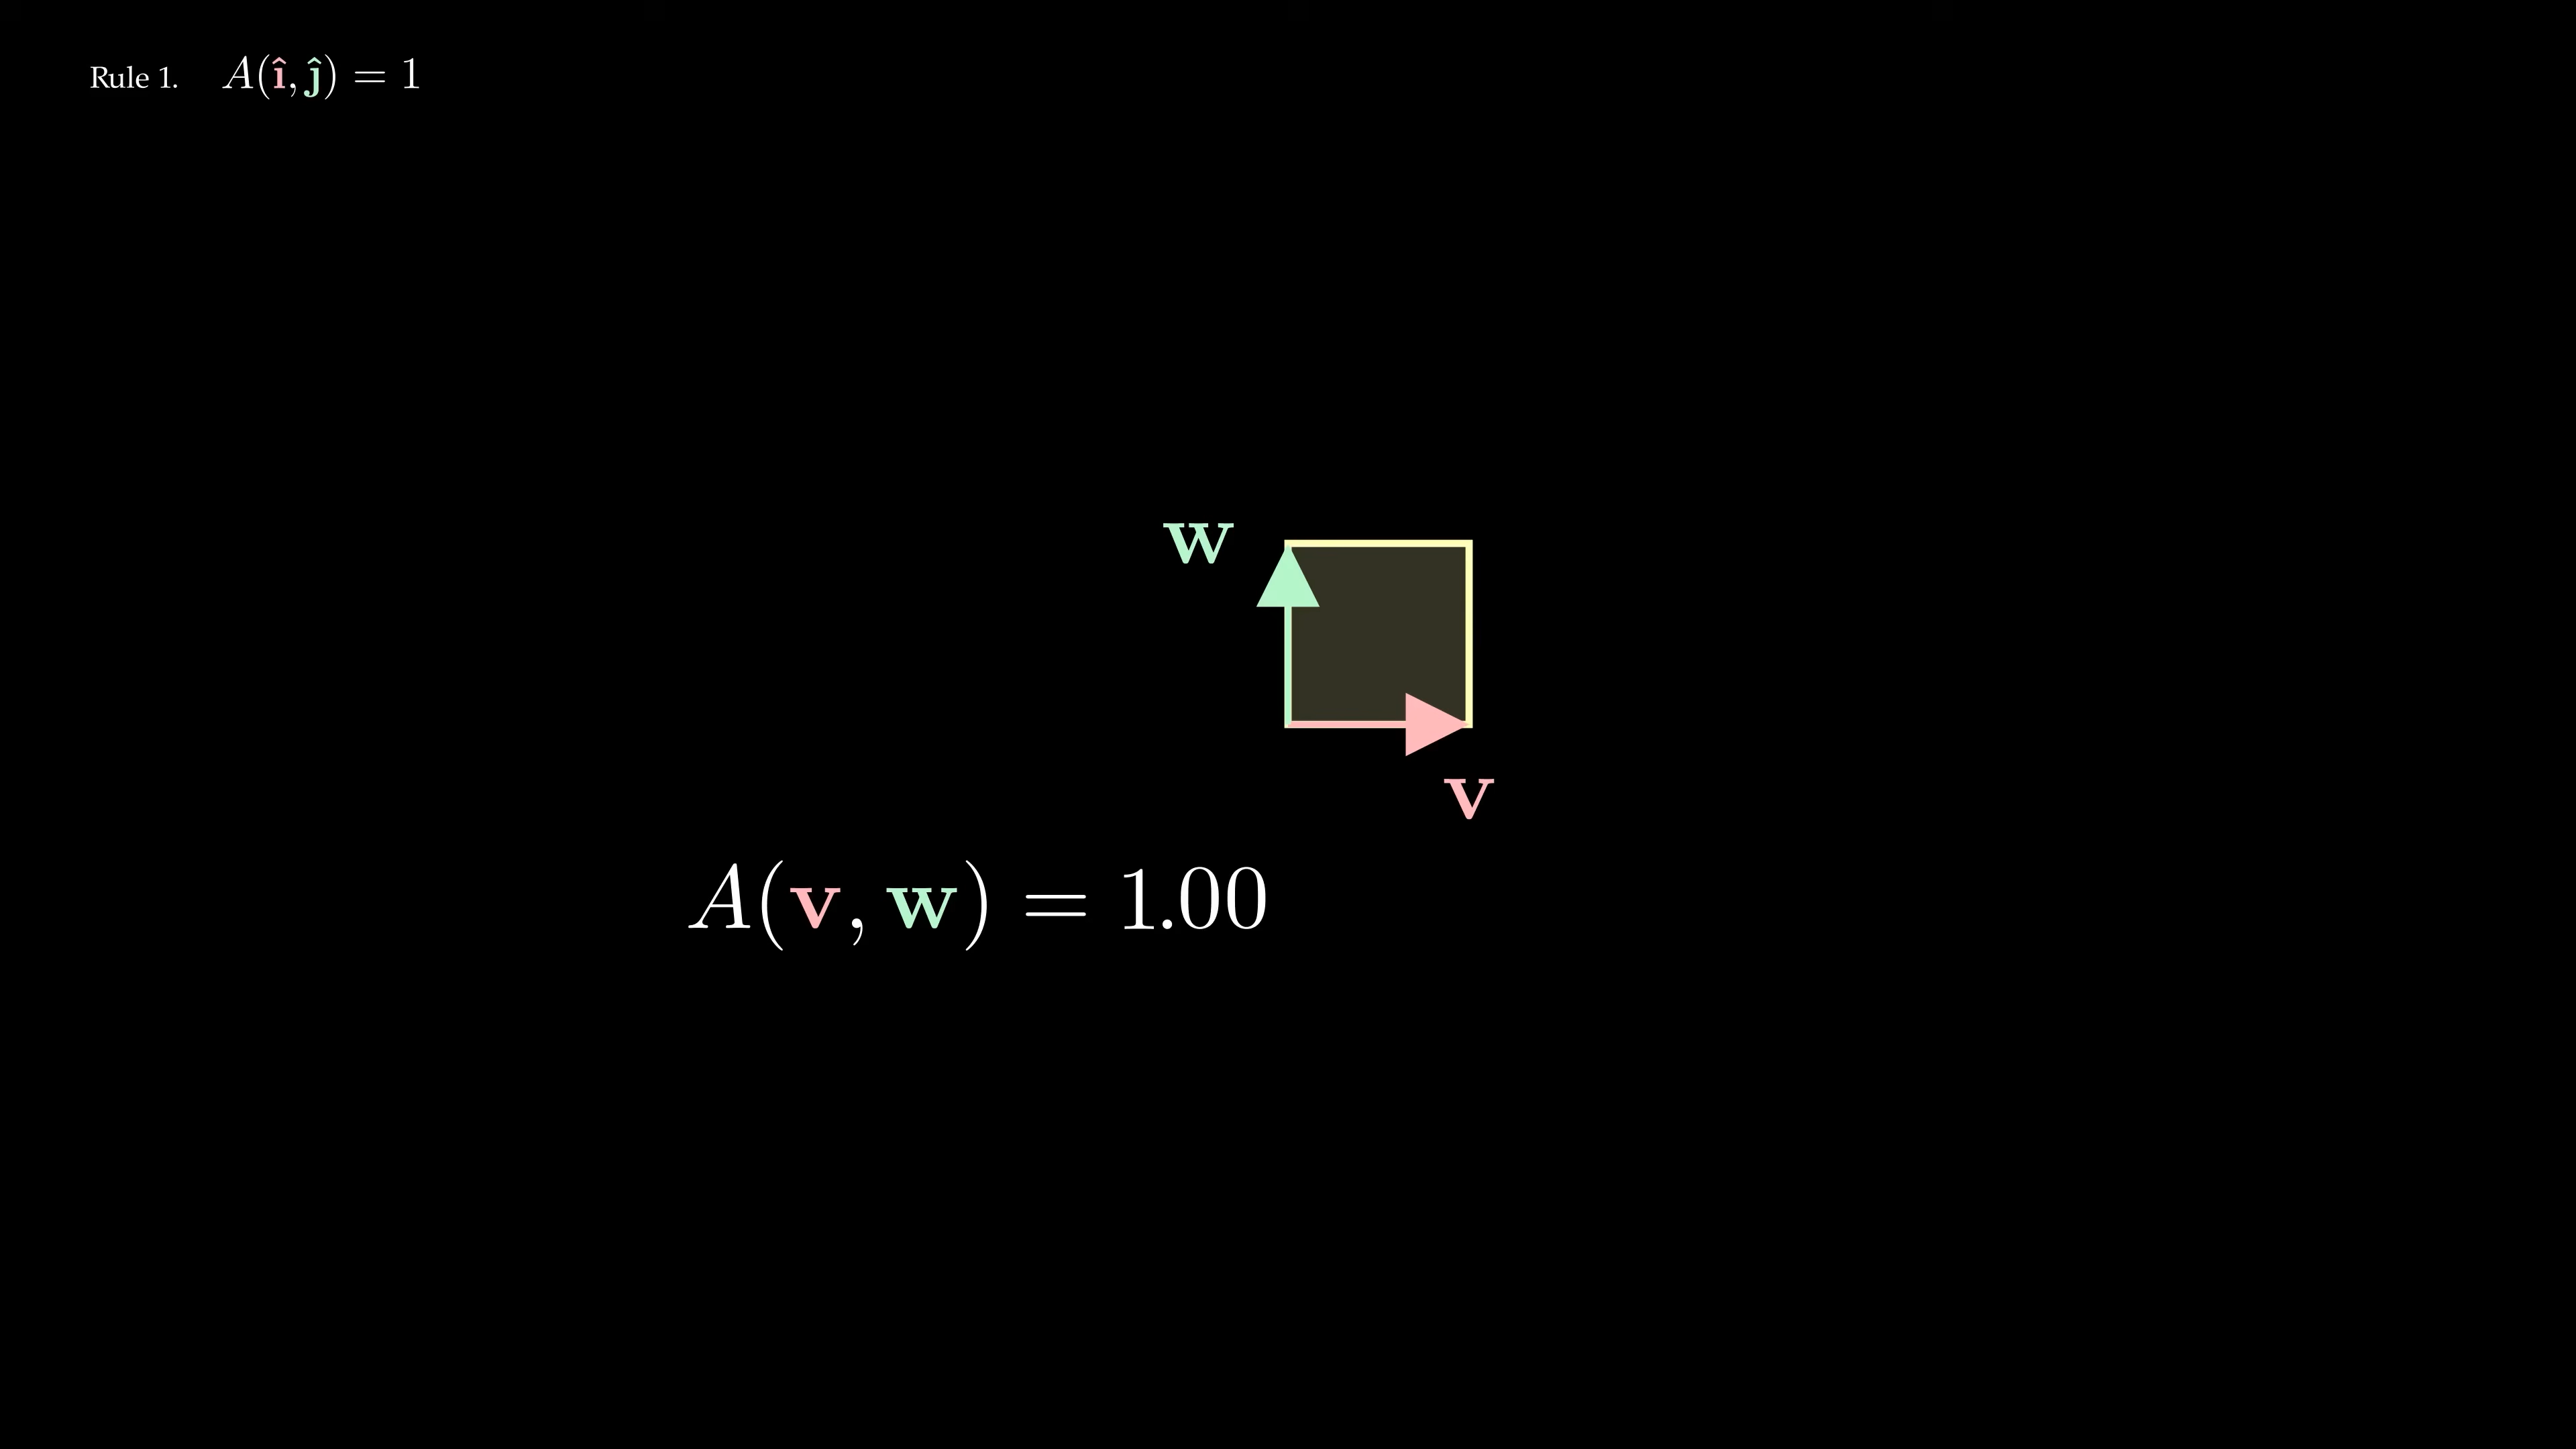 Rule 1. A(î, ĵ) = 1
w
v
A(v, w) = 1.00